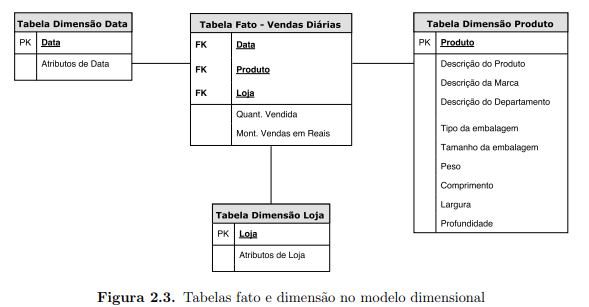 Tabela Dimensão Data
PK Data
Atributos de Data
Tabela Fato - Vendas Diárias
FK Data
FK Produto
FK Loja
Quant. Vendida
Mont. Vendas em Reais
Tabela Dimensão Produto
PK Produto
Descrição do Produto
Descrição da Marca
Descrição do Departamento
Tipo da embalagem
Tamanho da embalagem
Peso
Comprimento
Largura
Profundidade
Tabela Dimensão Loja
PK Loja
Atributos de Loja
Figura 2.3. Tabelas fato e dimensão no modelo dimensional